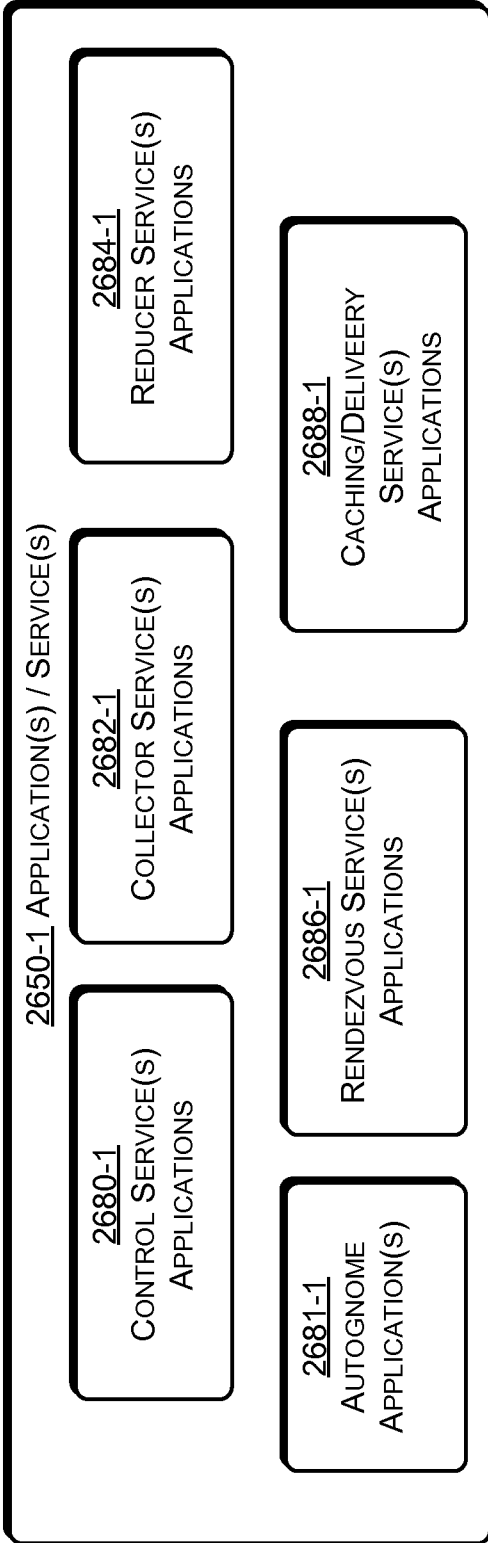 2650-1 APPLICATION(S) / SERVICE(S)
2680-1
CONTROL SERVICE(S)
APPLICATIONS
2682-1
COLLECTOR SERVICE(S)
APPLICATIONS
2684-1
REDUCER SERVICE(S)
APPLICATIONS
2681-1
AUTOGNOME
APPLICATION(S)
2686-1
RENDEZVOUS SERVICE(S)
APPLICATIONS
2688-1
CACHING/DELIVEERY
SERVICE(S)
APPLICATIONS